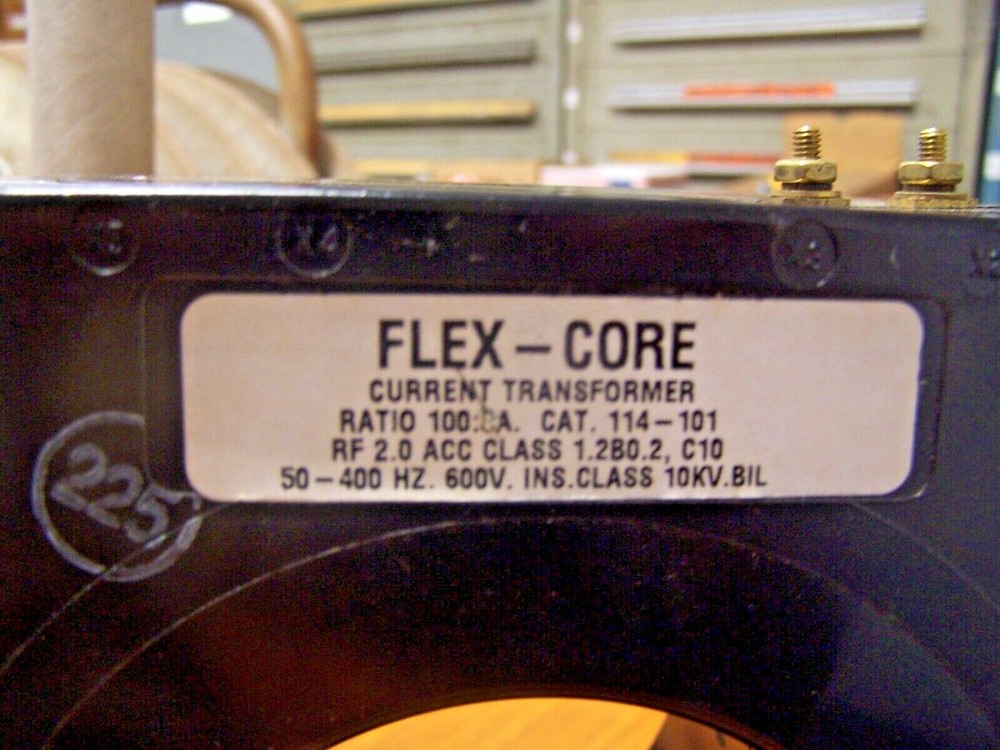 X4
FLEX – CORE
CURRENT TRANSFORMER
RATIO CAT. 114 – 101
RF 2.0 ACC CLASS 1.2B0.2, C10
50 – 400 HZ. 600V. INS.CLASS 10KV.BIL
225